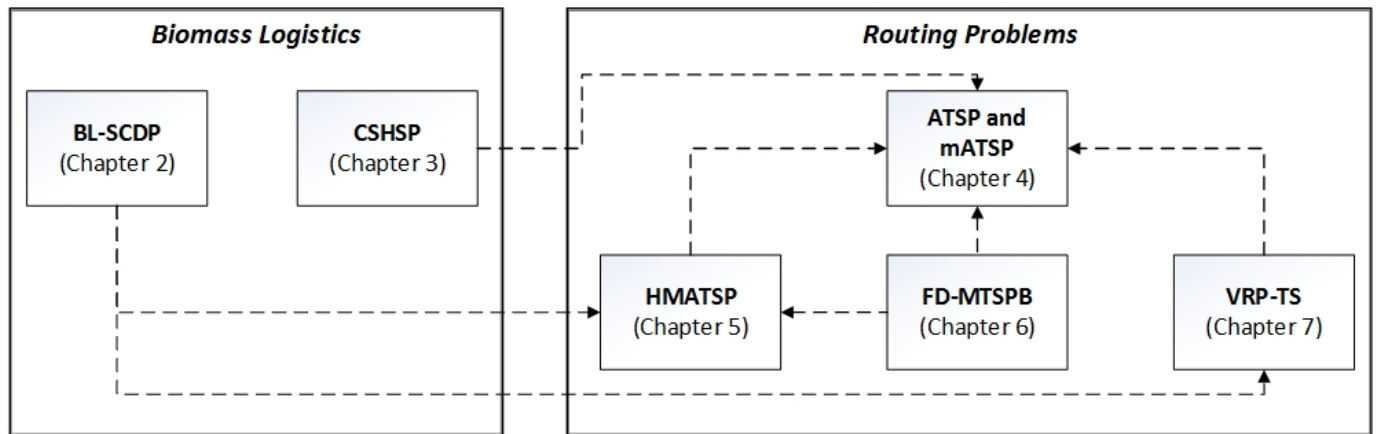 Biomass Logistics
Routing Problems
BL-SCDP
(Chapter 2)
CSHSP
(Chapter 3)
ATSP and
mATSP
(Chapter 4)
HMATSP
(Chapter 5)
FD-MTSPB
(Chapter 6)
VRP-TS
(Chapter 7)